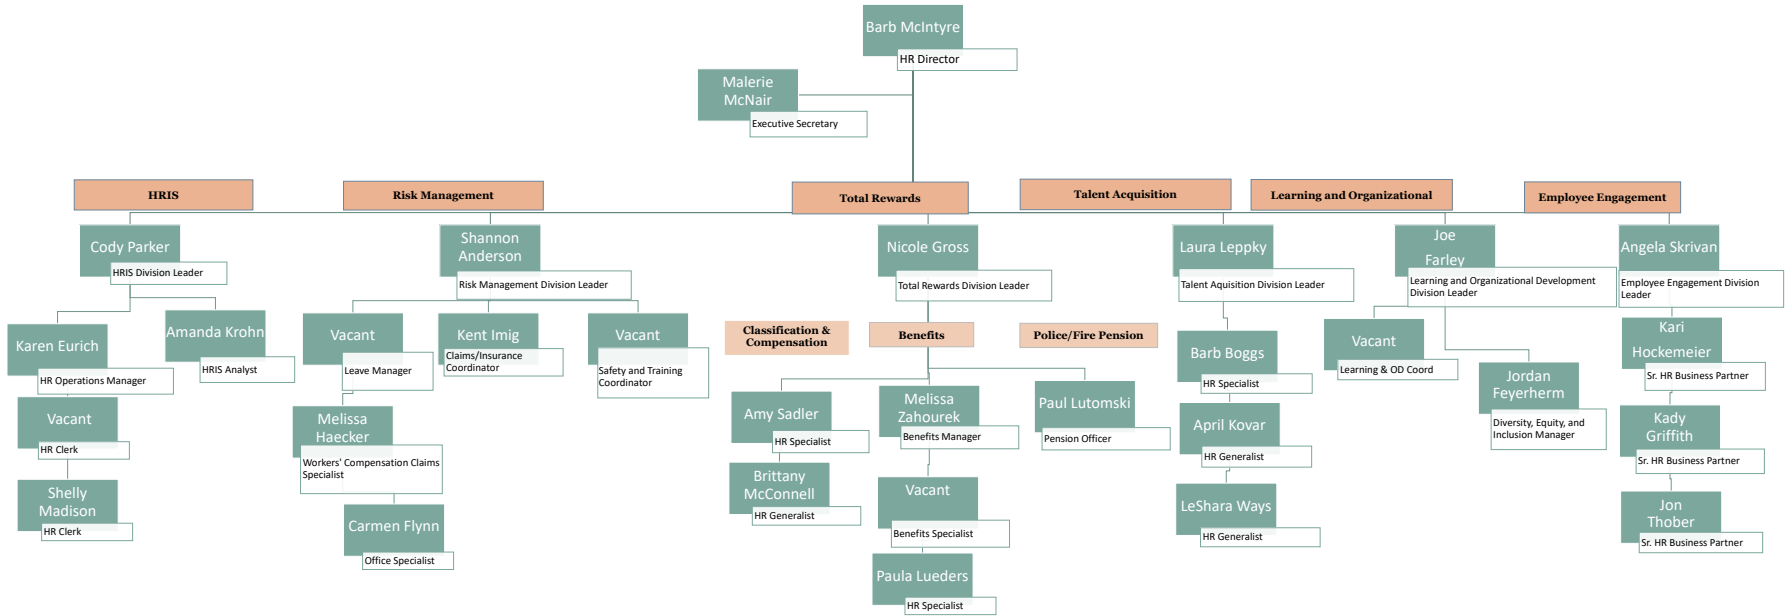 Barb McIntyre
HR Director
Malerie
McNair
Executive Secretary
HRIS
Risk Management
Total Rewards
Talent Acquisition
Learning and Organizational
Employee Engagement
Cody Parker
HRIS Division Leader
Shannon
Anderson
Risk Management Division Leader
Nicole Gross
Total Rewards Division Leader
Laura Leppky
Talent Aquisition Division Leader
Joe
Farley
Learning and Organizational Development
Division Leader
Angela Skrivan
Employee Engagement Division
Leader
Karen Eurich
HR Operations Manager
Amanda Krohn
HRIS Analyst
Vacant
HR Clerk
Shelly
Madison
HR Clerk
Vacant
Leave Manager
Kent Imig
Claims/Insurance
Coordinator
Vacant
Safety and Training
Coordinator
Melissa
Haecker
Workers' Compensation Claims
Specialist
Carmen Flynn
Office Specialist
Classification &
Compensation
Benefits
Police/Fire Pension
Amy Sadler
HR Specialist
Brittany
McConnell
HR Generalist
Melissa
Zahourek
Benefits Manager
Vacant
Benefits Specialist
Paula Lueders
HR Specialist
Paul Lutomski
Pension Officer
Barb Boggs
HR Specialist
April Kovar
HR Generalist
LeShara Ways
HR Generalist
Vacant
Learning & OD Coord
Jordan
Feyerherm
Diversity, Equity, and
Inclusion Manager
Kari
Hockemeier
Sr. HR Business Partner
Kady
Griffith
Sr. HR Business Partner
Jon
Thober
Sr. HR Business Partner